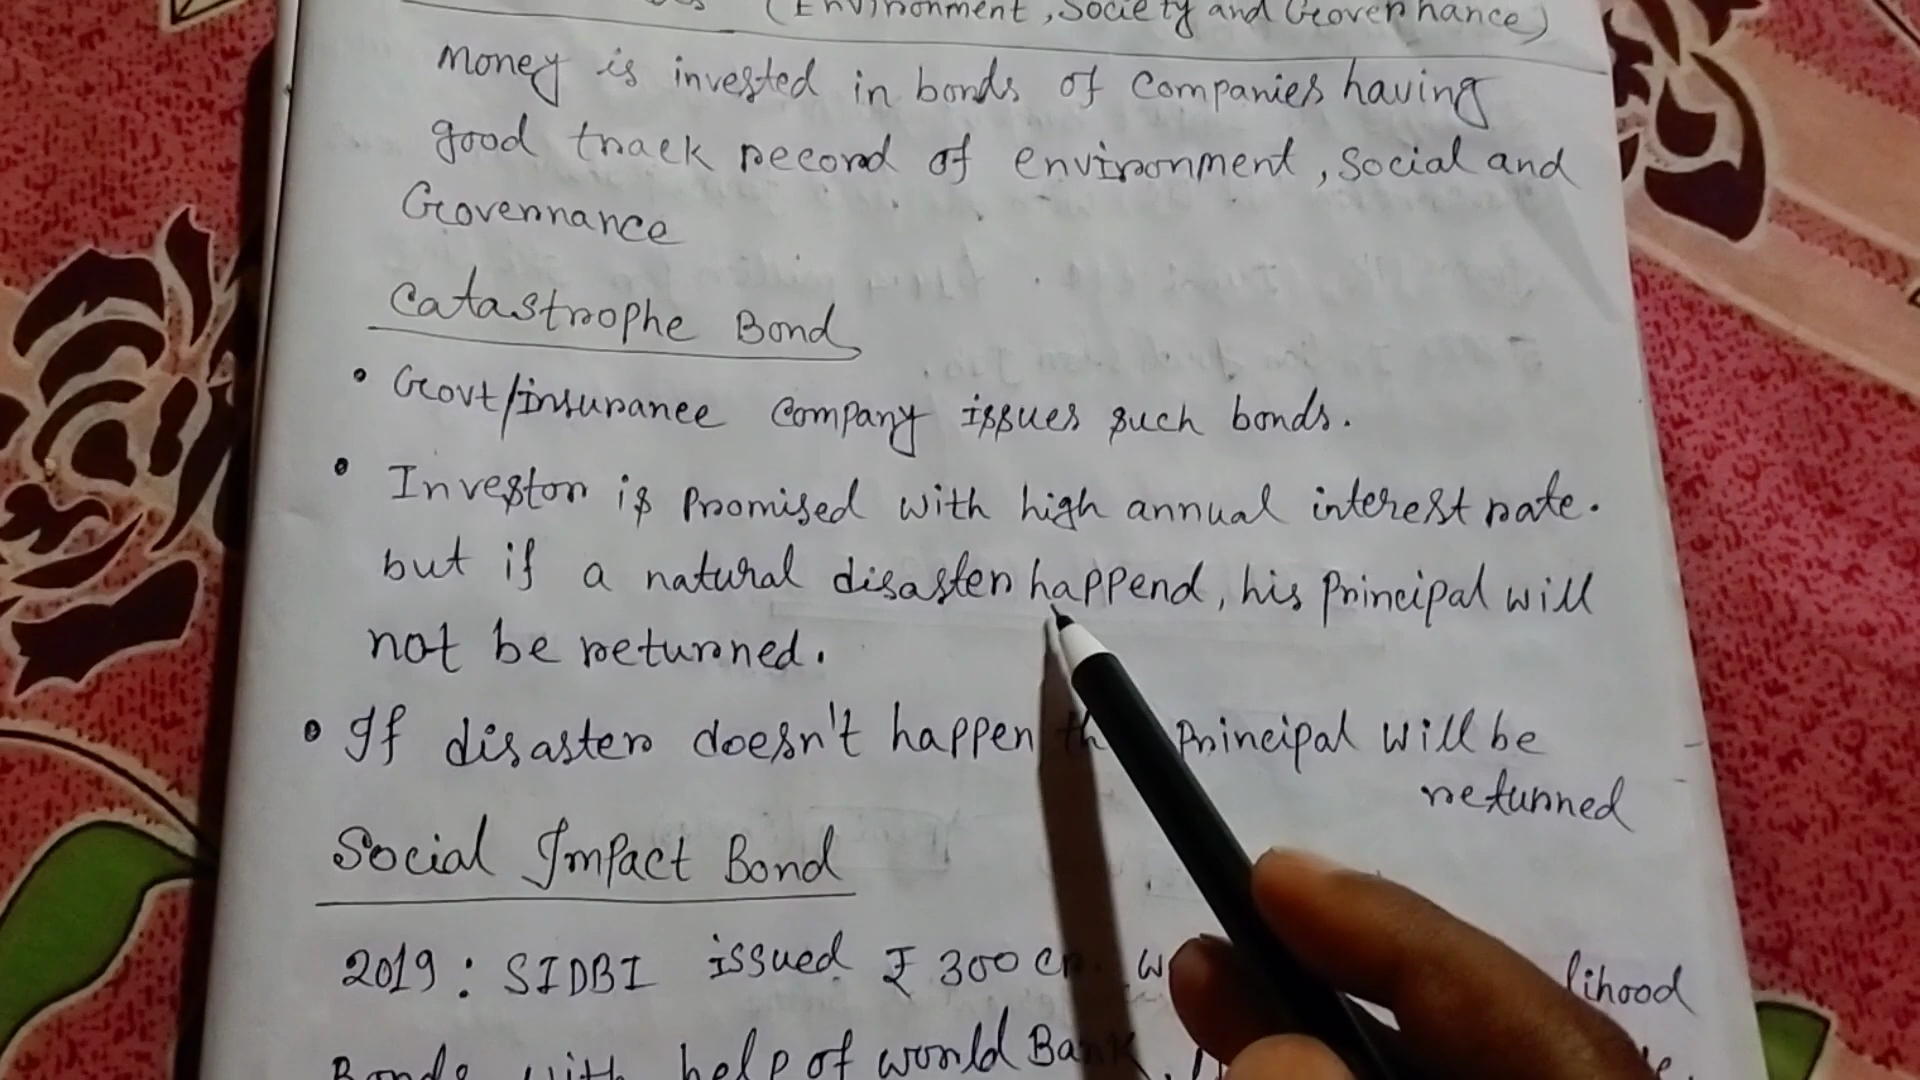 (Environment, Society and Governance)
Money is invested in bonds of companies having
good track record of environment, Social and
Governance
Catastrophe Bond
• Govt/insurance company issues such bonds.
• Investor is promised with high annual interest rate.
but if a natural disaster happend, his principal will
not be returned.
• If disaster doesn't happen principal will be
returned
Social Impact Bond
2019: SIDBI issued ₹ 300 cr.
Bonds with help of world Bank.